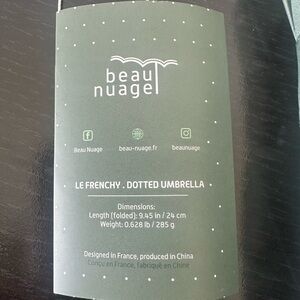 beau
nuage
Beau Nuage
beau-nuage.fr
beaunuage
LE FRENCHY . DOTTED UMBRELLA
Dimensions:
Length (folded): 9.45 in / 24 cm
Weight: 0.628 lb / 285 g
Designed in France, produced in China
Conçu en France, fabriqué en Chine